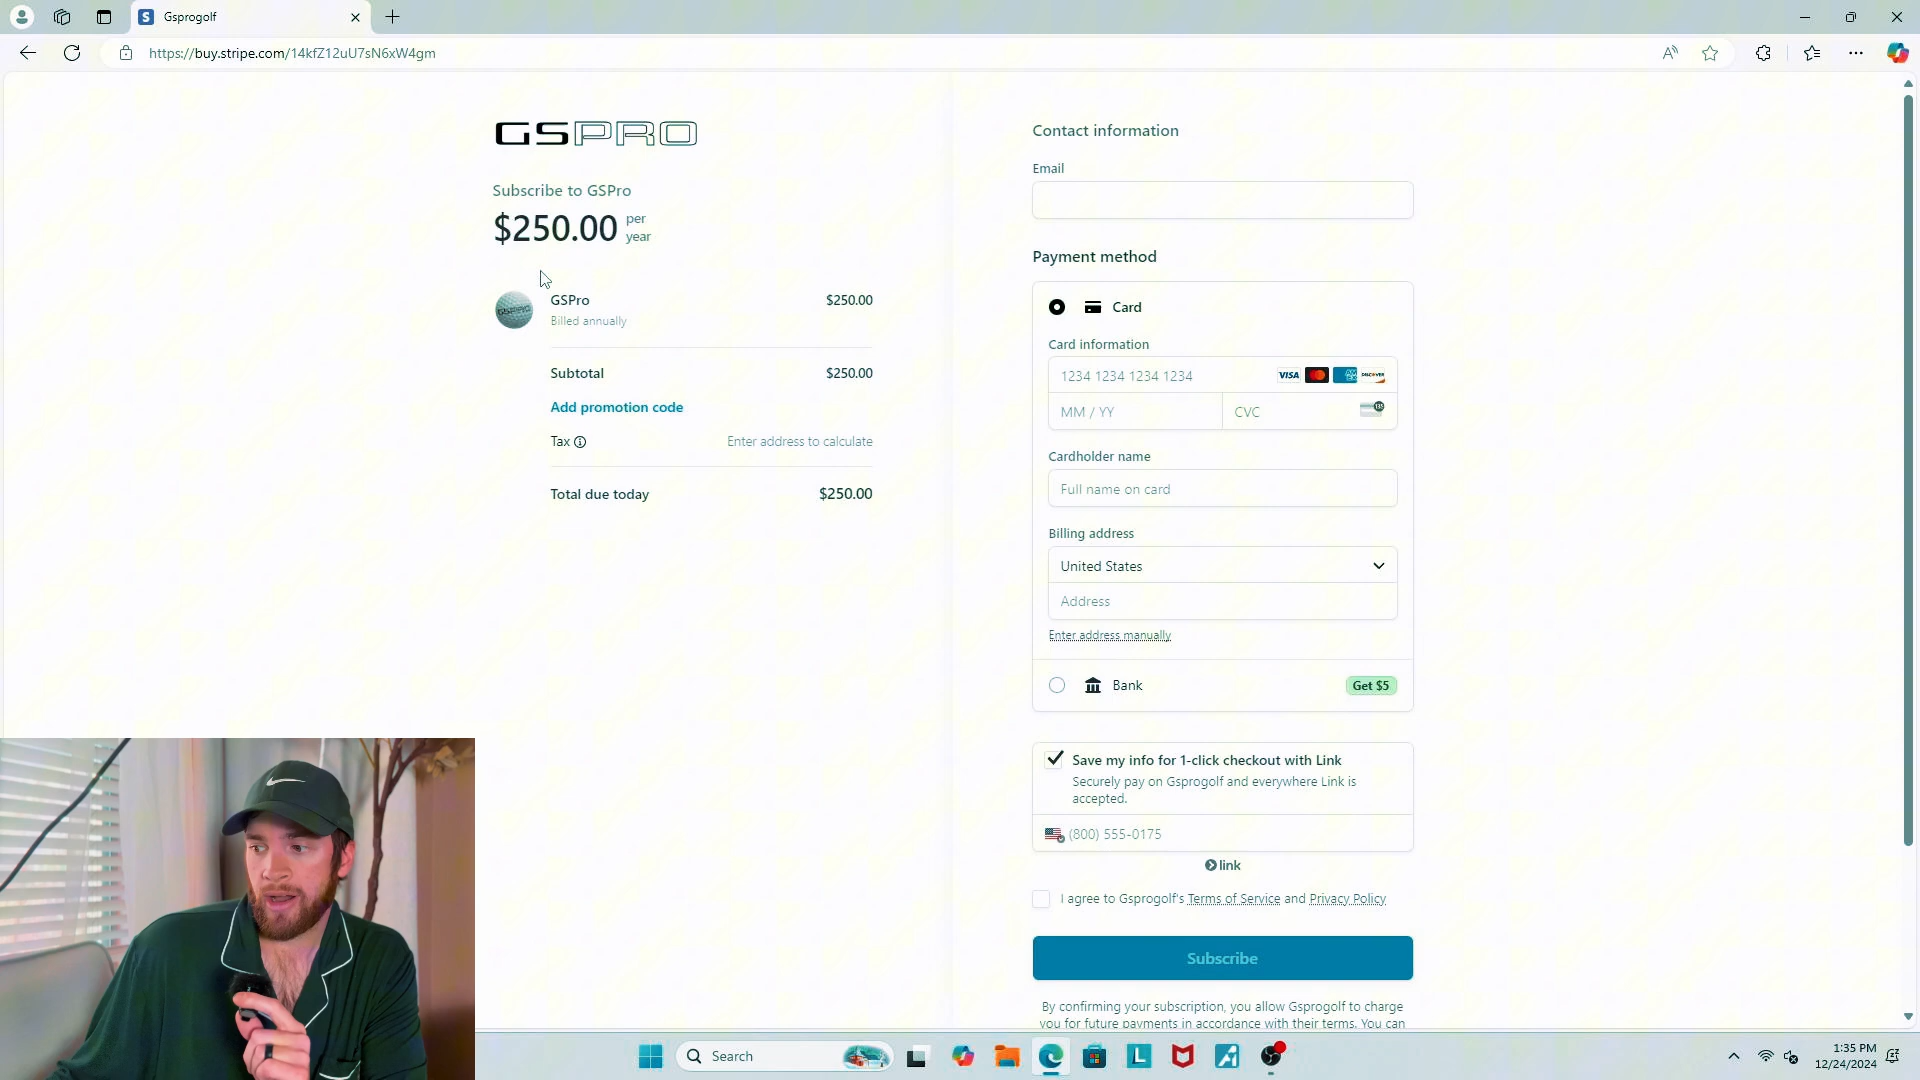 Gsprogolf
https://buy.stripe.com/14kfZ12uU7sN6xW4gm
GSPRO
Subscribe to GSPro
$250.00 per year
GSPRO
GSPro $250.00
Billed annually
Subtotal $250.00
Add promotion code
Tax Enter address to calculate
Total due today $250.00
Contact information
Email
Payment method
Card
Card information
1234 1234 1234 1234 VISA DISCOVER
MM / YY CVC
Cardholder name
Full name on card
Billing address
United States
Address
Enter address manually
Bank Get $5
Save my info for 1-click checkout with Link
Securely pay on Gsprogolf and everywhere Link is
accepted.
(800) 555-0175
link
I agree to Gsprogolf's Terms of Service and Privacy Policy
Subscribe
By confirming your subscription, you allow Gsprogolf to charge
you for future payments in accordance with their terms. You can
Search
L
1:35 PM
12/24/2024